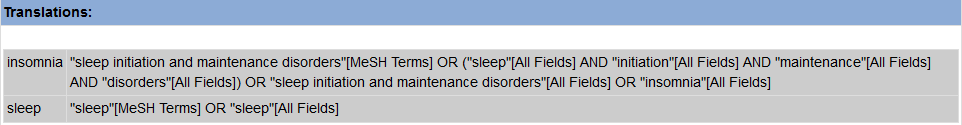 Translations:
insomnia "sleep initiation and maintenance disorders"[MeSH Terms] OR ("sleep"[All Fields] AND "initiation"[All Fields] AND "maintenance"[All Fields]
AND "disorders"[All Fields]) OR "sleep initiation and maintenance disorders"[All Fields] OR "insomnia"[All Fields]
sleep "sleep"[MeSH Terms] OR "sleep"[All Fields]